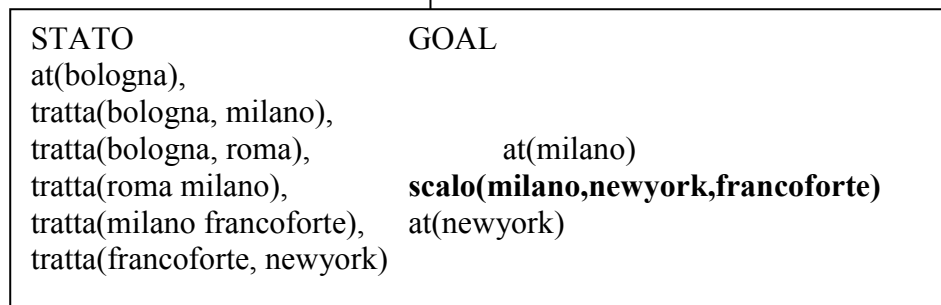 STATO GOAL
at(bologna),
tratta(bologna, milano),
tratta(bologna, roma), at(milano)
tratta(roma milano), scalo(milano,newyork,francoforte)
tratta(milano francoforte), at(newyork)
tratta(francoforte, newyork)